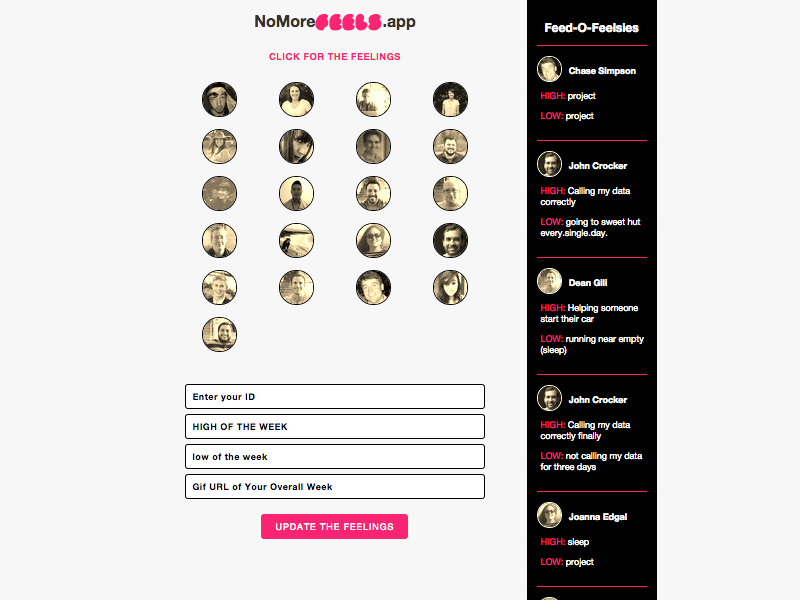 NoMoreFEELS.app
CLICK FOR THE FEELINGS
Enter your ID
HIGH OF THE WEEK
low of the week
Gif URL of Your Overall Week
UPDATE THE FEELINGS
Feed-O-Feelsies
Chase Simpson
HIGH: project
LOW: project
John Crocker
HIGH: Calling my data
correctly
LOW: going to sweet hut
every.single.day.
Dean Gill
HIGH: Helping someone
start their car
LOW: running near empty
(sleep)
John Crocker
HIGH: Calling my data
correctly finally
LOW: not calling my data
for three days
Joanna Edgal
HIGH: sleep
LOW: project